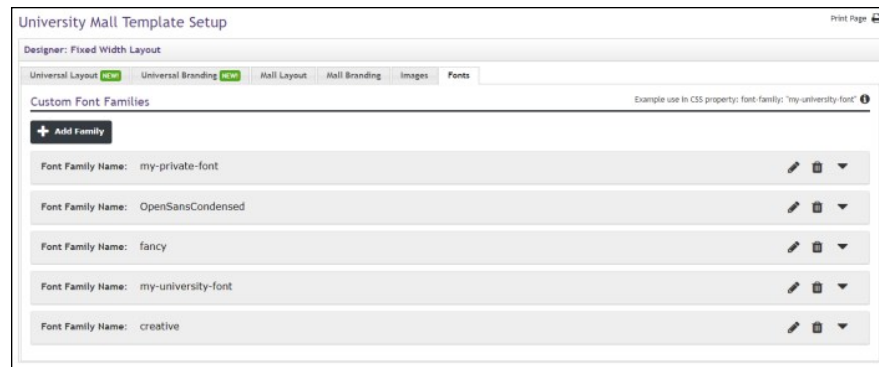 University Mall Template Setup
Print Page
Designer: Fixed Width Layout
Universal Layout NEW! Universal Branding NEW! Mall Layout Mall Branding Images Fonts
Custom Font Families
Example use in CSS property: font-family: "my-university-font"
Add Family
Font Family Name: my-private-font
Font Family Name: OpenSansCondensed
Font Family Name: fancy
Font Family Name: my-university-font
Font Family Name: creative